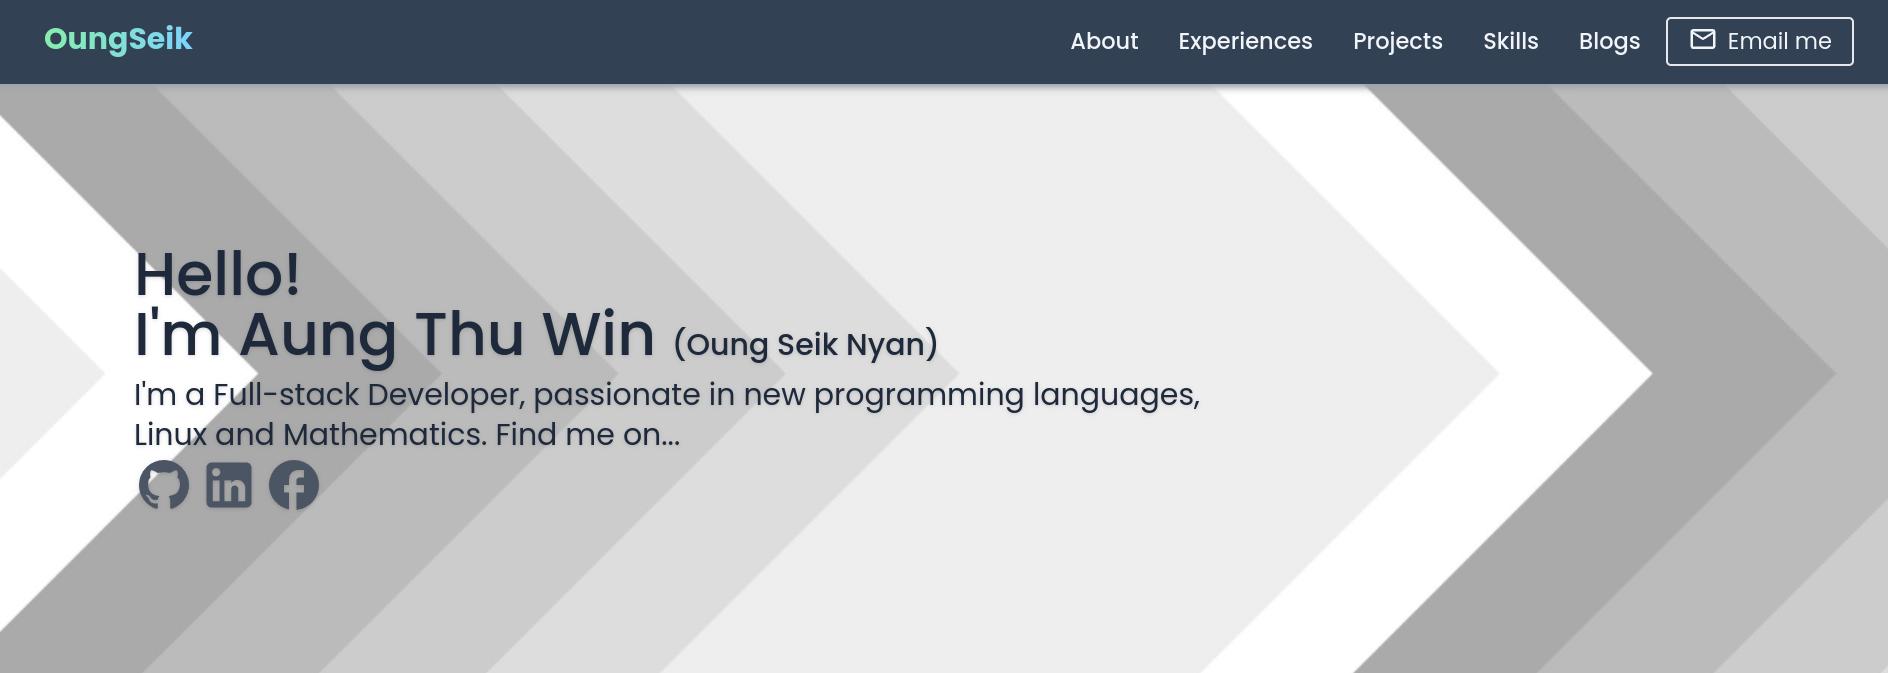 OungSeik
About
Experiences
Projects
Skills
Blogs
Email me
Hello!
I'm Aung Thu Win (Oung Seik Nyan)
I'm a Full-stack Developer, passionate in new programming languages,
Linux and Mathematics. Find me on...
in